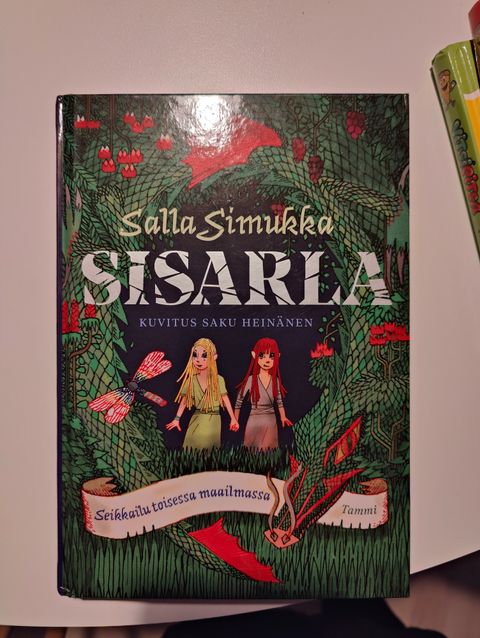 Salla Simukka
SISARLA
KUVITUS SAKU HEINÄNEN
Seikkailu toisessa maailmassa
Tammi